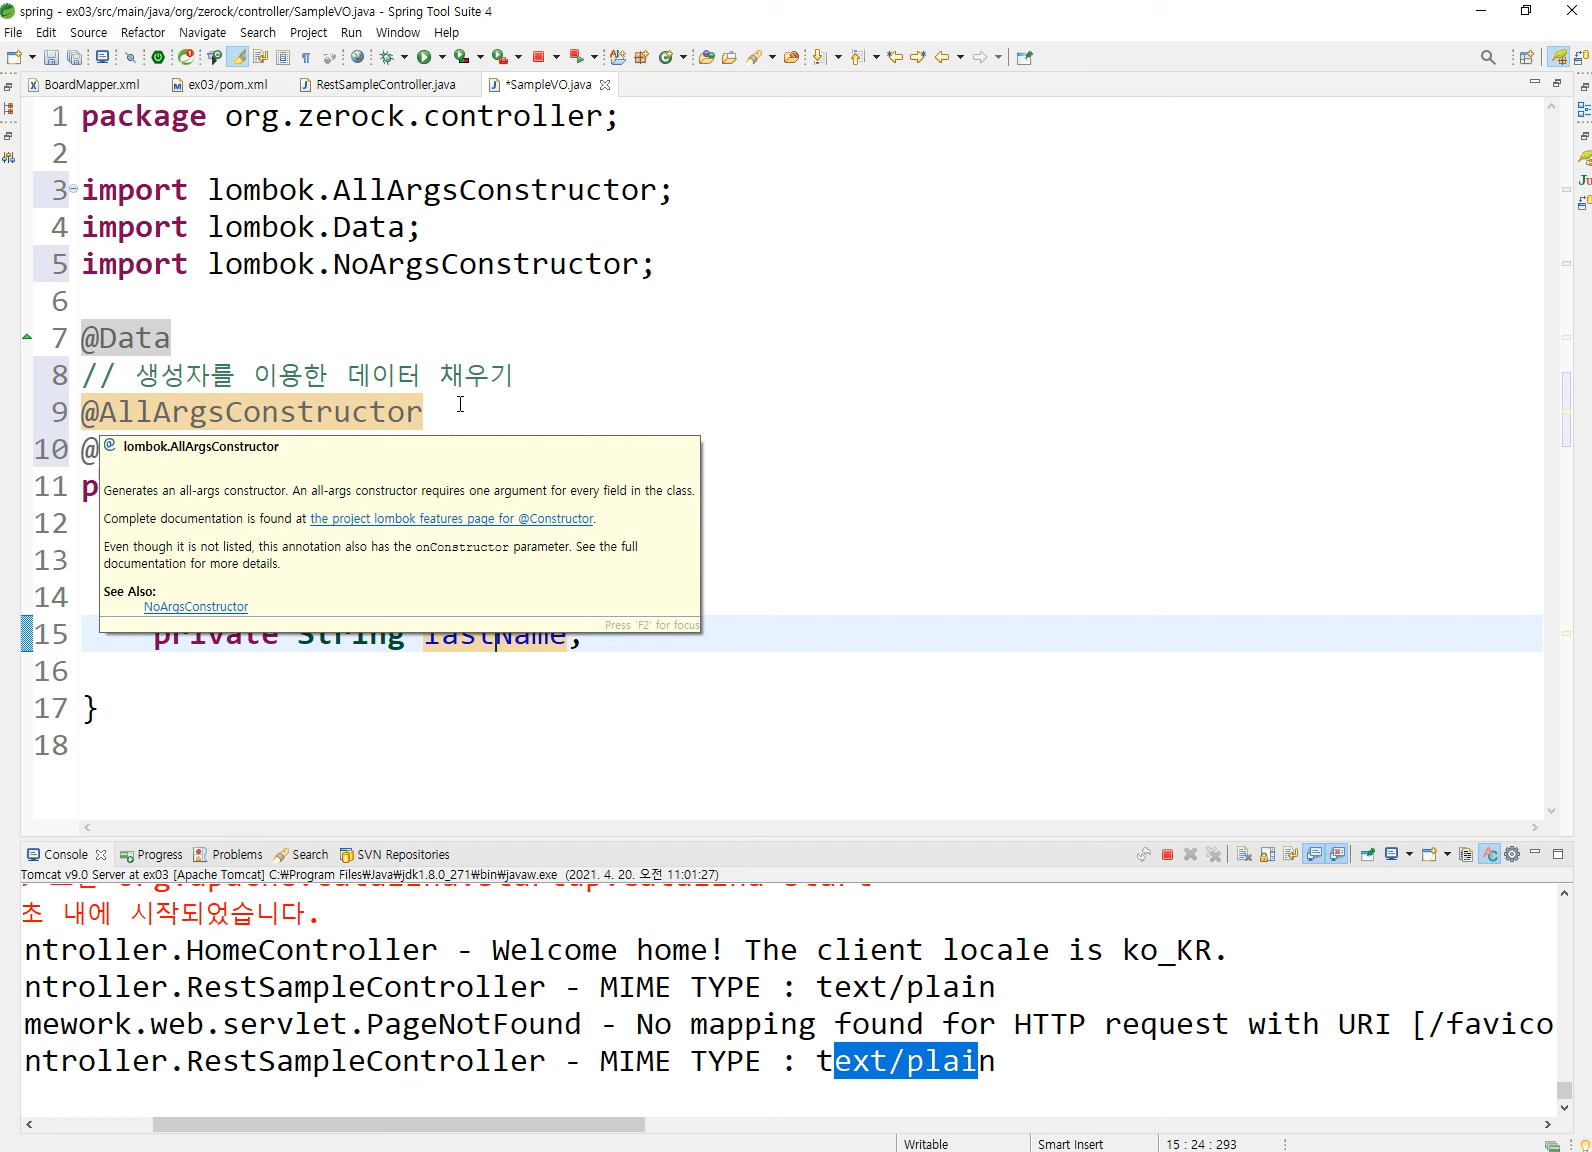 spring - ex03/src/main/java/org/zerock/controller/SampleVO.java - Spring Tool Suite 4
File Edit Source Refactor Navigate Search Project Run Window Help
BoardMapper.xml ex03/pom.xml RestSampleController.java *SampleVO.java
1 package org.zerock.controller;
2
3 import lombok.AllArgsConstructor;
4 import lombok.Data;
5 import lombok.NoArgsConstructor;
6
7 @Data
8 // 생성자를 이용한 데이터 채우기
9 @AllArgsConstructor
10 @
lombok.AllArgsConstructor
11 p
Generates an all-args constructor. An all-args constructor requires one argument for every field in the class.
12
Complete documentation is found at the project lombok features page for @Constructor.
13
Even though it is not listed, this annotation also has the onConstructor parameter. See the full
documentation for more details.
14
See Also:
NoArgsConstructor
Press 'F2' for focus
15 private String lastName;
16
17 }
18
Console Progress Problems Search SVN Repositories
Tomcat v9.0 Server at ex03 [Apache Tomcat] C:₩Program Files₩Java₩jdk1.8.0_271₩bin₩javaw.exe (2021. 4. 20. 오전 11:01:27)
초 내에 시작되었습니다.
ntroller.HomeController - Welcome home! The client locale is ko_KR.
ntroller.RestSampleController - MIME TYPE : text/plain
mework.web.servlet.PageNotFound - No mapping found for HTTP request with URI [/favico
ntroller.RestSampleController - MIME TYPE : text/plain
Writable Smart Insert 15 : 24 : 293